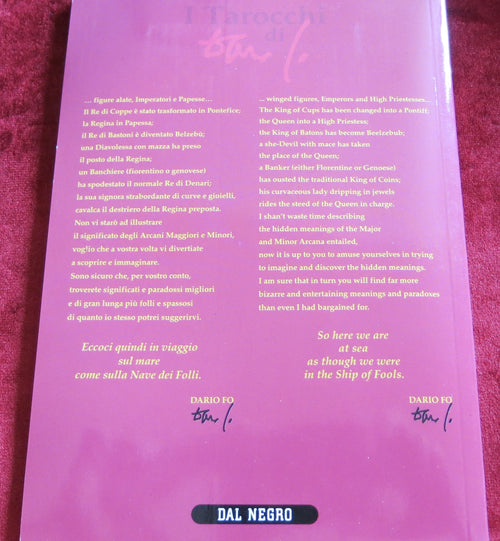 I Tarocchi
di
... figure alate, Imperatori e Papesse...
Il Re di Coppe è stato trasformato in Pontefice;
la Regina in Papessa;
il Re di Bastoni è diventato Belzebù;
una Diavolessa con mazza ha preso
il posto della Regina;
un Banchiere (fiorentino o genovese)
ha spodestato il normale Re di Denari;
la sua signora strabordante di curve e gioielli,
cavalca il destriero della Regina preposta.
Non vi starò ad illustrare
il significato degli Arcani Maggiori e Minori,
voglio che a vostra volta vi divertiate
a scoprire e immaginare.
Sono sicuro che, per vostro conto,
troverete significati e paradossi migliori
e di gran lunga più folli e spassosi
di quanto io stesso potrei suggerirvi.
Eccoci quindi in viaggio
sul mare
come sulla Nave dei Folli.
DARIO FO
... winged figures, Emperors and High Priestesses...
The King of Cups has been changed into a Pontiff;
the Queen into a High Priestess;
the King of Batons has become Beelzebub;
a she-Devil with mace has taken
the place of the Queen;
a Banker (either Florentine or Genoese)
has ousted the traditional King of Coins;
his curvaceous lady dripping in jewels
rides the steed of the Queen in charge.
I shan't waste time describing
the hidden meanings of the Major
and Minor Arcana entailed,
now it is up to you to amuse yourselves in trying
to imagine and discover the hidden meanings.
I am sure that in turn you will find far more
bizarre and entertaining meanings and paradoxes
than even I had bargained for.
So here we are
at sea
as though we were
in the Ship of Fools.
DARIO FO
DAL NEGRO